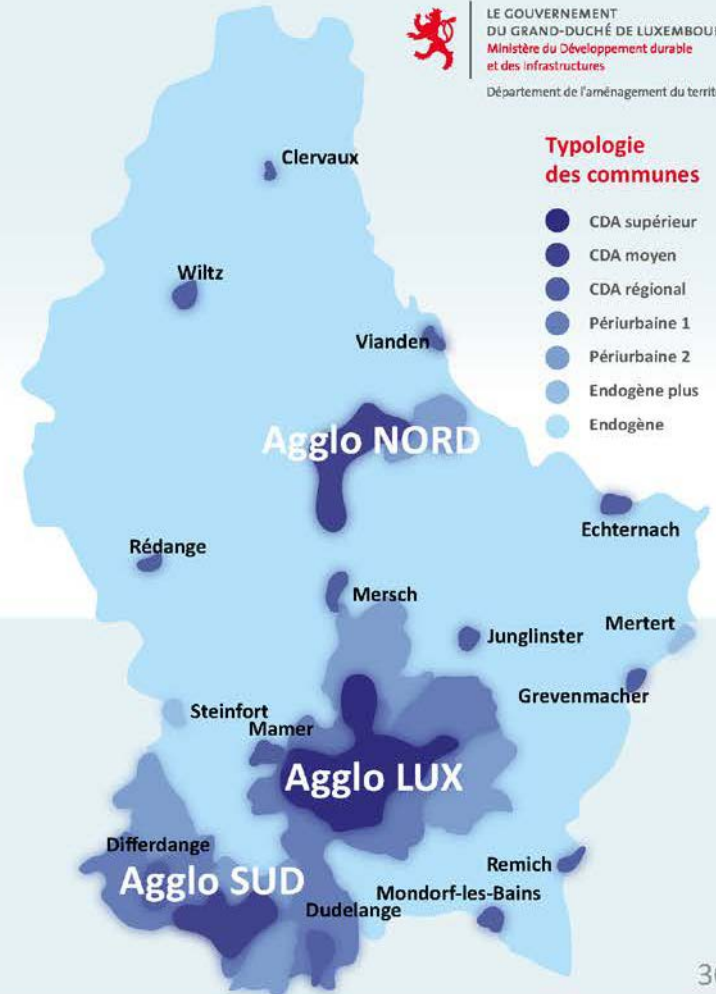 LE GOUVERNEMENT
DU GRAND-DUCHÉ DE
Ministère du Développement durable
et des Infrastructures
Département de l'aménagement du
Typologie
des communes
CDA supérieur
CDA moyen
CDA régional
Périurbaine 1
Périurbaine 2
Endogène plus
Endogène
Clervaux
Wiltz
Vianden
Agglo NORD
Echternach
Rédange
Mersch
Junglinster
Mertert
Grevenmacher
Steinfort
Mamer
Agglo LUX
Differdange
Agglo SUD
Remich
Mondorf-les-Bains
Dudelange